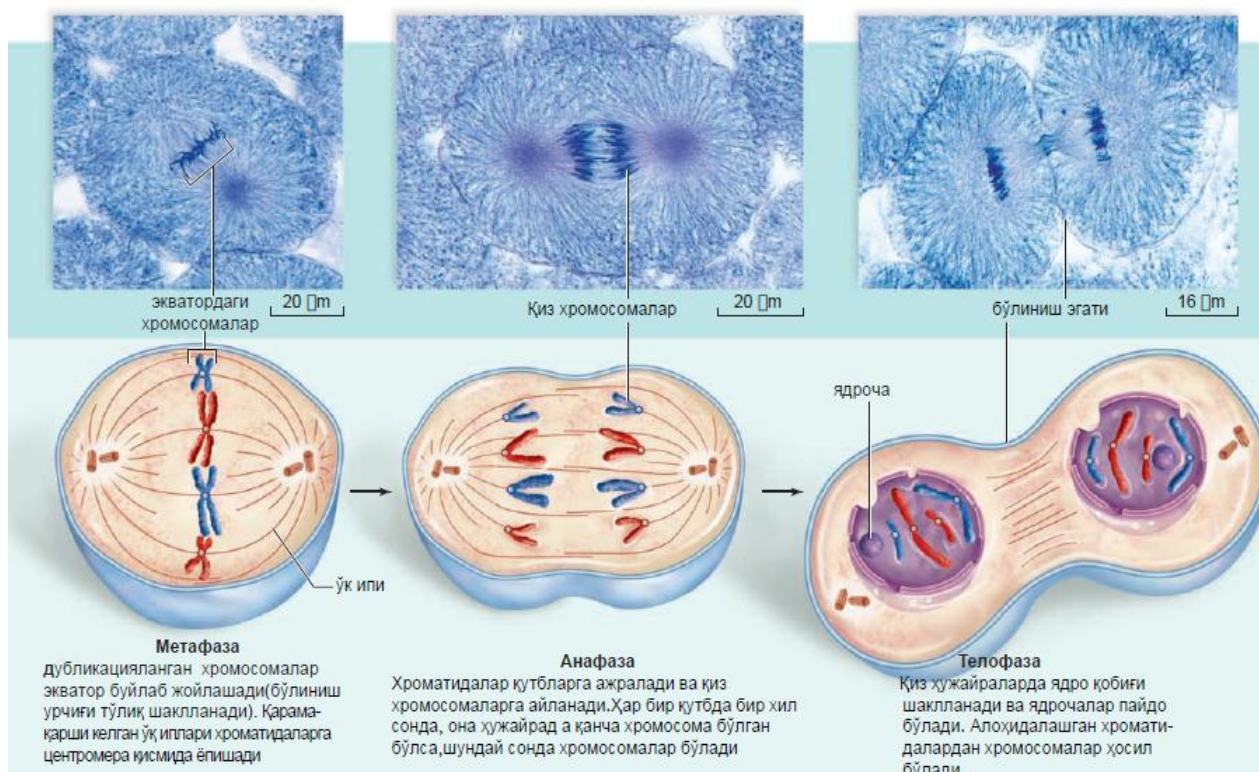 экватордаги
хромосомалар
20 �m
Қиз хромосомалар
20 �m
бўлиниш эгати
16 �m
ядроча
ўк ипи
Метафаза
дубликацияланган хромосомалар
экватор буйлаб жойлашади(бўлиниш
урчиғи тўлиқ шаклланади). Қарама-
қарши келган ўқ иплари хроматидаларга
центромера қисмида ёпишади
Анафаза
Хроматидалар қутбларга ажралади ва қиз
хромосомаларга айланади.Ҳар бир қутбда бир хил
сонда, она ҳужайрад а қанча хромосома бўлган
бўлса,шундай сонда хромосомалар бўлади
Телофаза
Қиз ҳужайраларда ядро қобиғи
шаклланади ва ядрочалар пайдо
бўлади. Алоҳидалашган хромати-
далардан хромосомалар ҳосил
бўлади